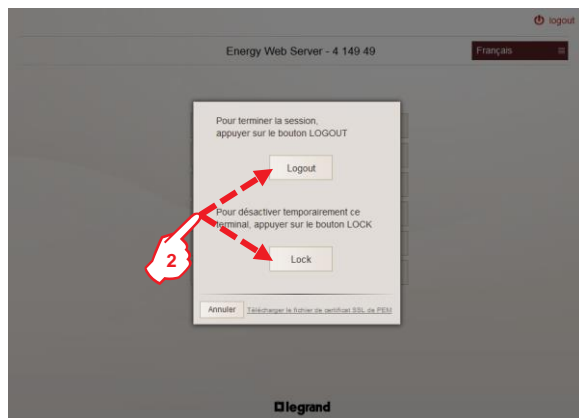 logout
Energy Web Server - 4 149 49
Français
Pour terminer la session,
appuyer sur le bouton LOGOUT
Logout
Pour désactiver temporairement ce
terminal, appuyer sur le bouton LOCK
2
Lock
Annuler Télécharger le fichier de certificat SSL de PEM
legrand